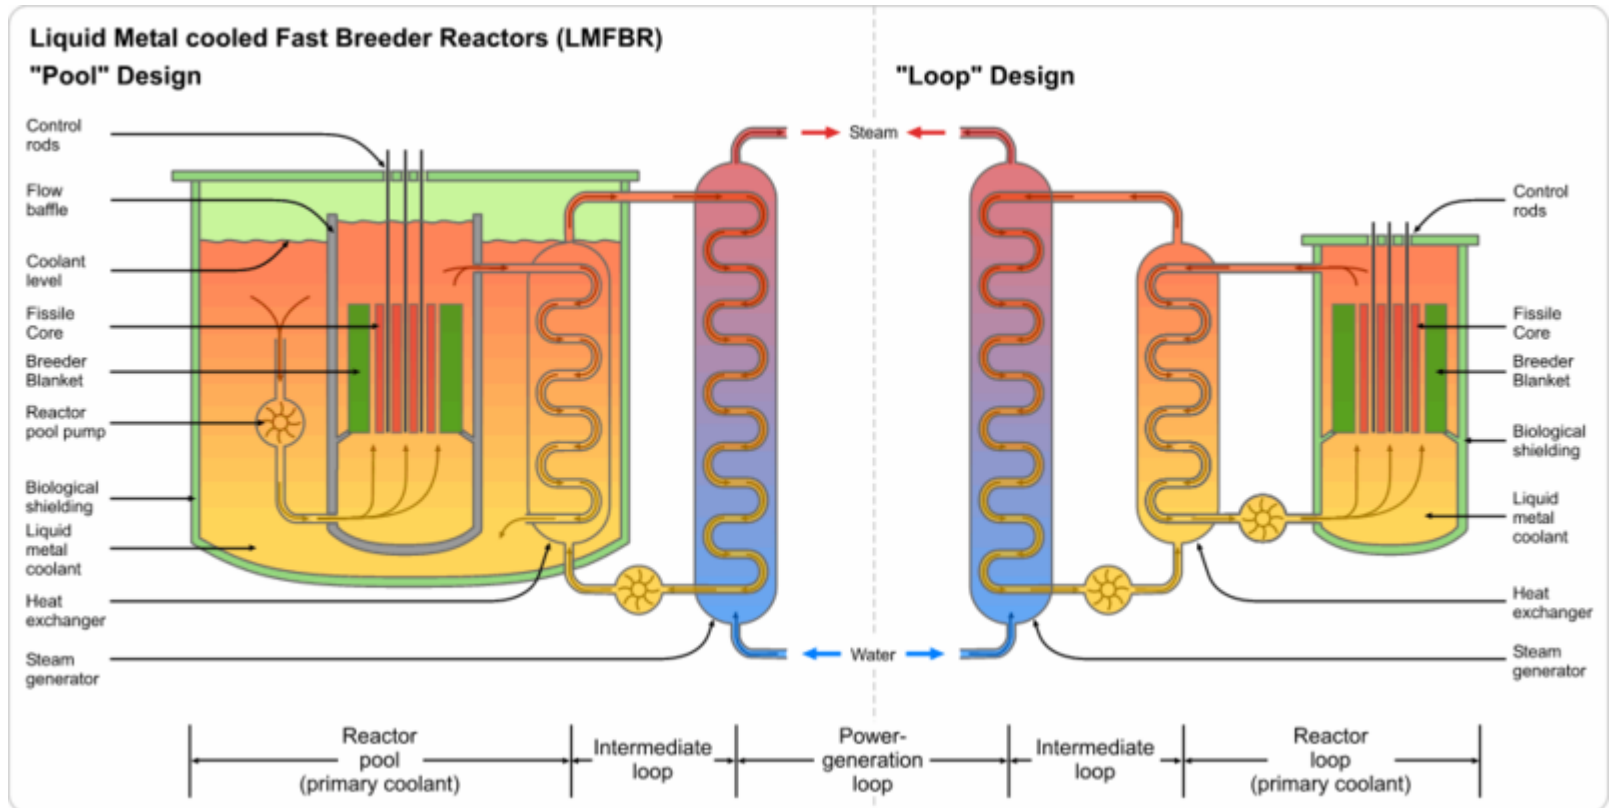 Liquid Metal cooled Fast Breeder Reactors (LMFBR)
"Pool" Design
"Loop" Design
Control
rods
Flow
baffle
Coolant
level
Fissile
Core
Breeder
Blanket
Reactor
pool pump
Biological
shielding
Liquid
metal
coolant
Heat
exchanger
Steam
generator
Steam
Water
Control
rods
Fissile
Core
Breeder
Blanket
Biological
shielding
Liquid
metal
coolant
Heat
exchanger
Steam
generator
Reactor
pool
(primary coolant)
Intermediate
loop
Power-
generation
loop
Intermediate
loop
Reactor
loop
(primary coolant)